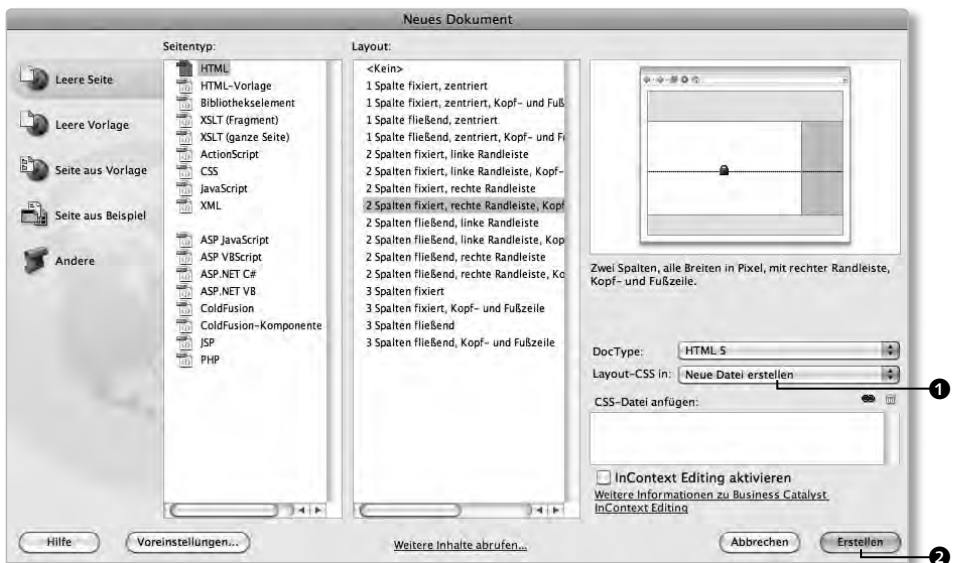 Neues Dokument
Seitentyp:
Layout:
Leere Seite
Leere Vorlage
Seite aus Vorlage
Seite aus Beispiel
Andere
HTML
HTML-Vorlage
Bibliothekselement
XSLT (Fragment)
XSLT (ganze Seite)
ActionScript
CSS
JavaScript
XML
ASP JavaScript
ASP VBScript
ASP.NET C#
ASP.NET VB
ColdFusion
ColdFusion-Komponente
JSP
PHP
<Kein>
1 Spalte fixiert, zentriert
1 Spalte fixiert, zentriert, Kopf- und Fuß
1 Spalte fließend, zentriert
1 Spalte fließend, zentriert, Kopf- und F
2 Spalten fixiert, linke Randleiste
2 Spalten fixiert, linke Randleiste, Kopf-
2 Spalten fixiert, rechte Randleiste
2 Spalten fixiert, rechte Randleiste, Kopf
2 Spalten fließend, linke Randleiste
2 Spalten fließend, linke Randleiste, Kop
2 Spalten fließend, rechte Randleiste
2 Spalten fließend, rechte Randleiste, Ko
3 Spalten fixiert
3 Spalten fixiert, Kopf- und Fußzeile
3 Spalten fließend
3 Spalten fließend, Kopf- und Fußzeile
Zwei Spalten, alle Breiten in Pixel, mit rechter Randleiste,
Kopf- und Fußzeile.
DocType: HTML 5
Layout-CSS in: Neue Datei erstellen
1
CSS-Datei anfügen:
InContext Editing aktivieren
Weitere Informationen zu Business Catalyst
InContext Editing
Hilfe
Voreinstellungen...
Weitere Inhalte abrufen...
Abbrechen
Erstellen
2